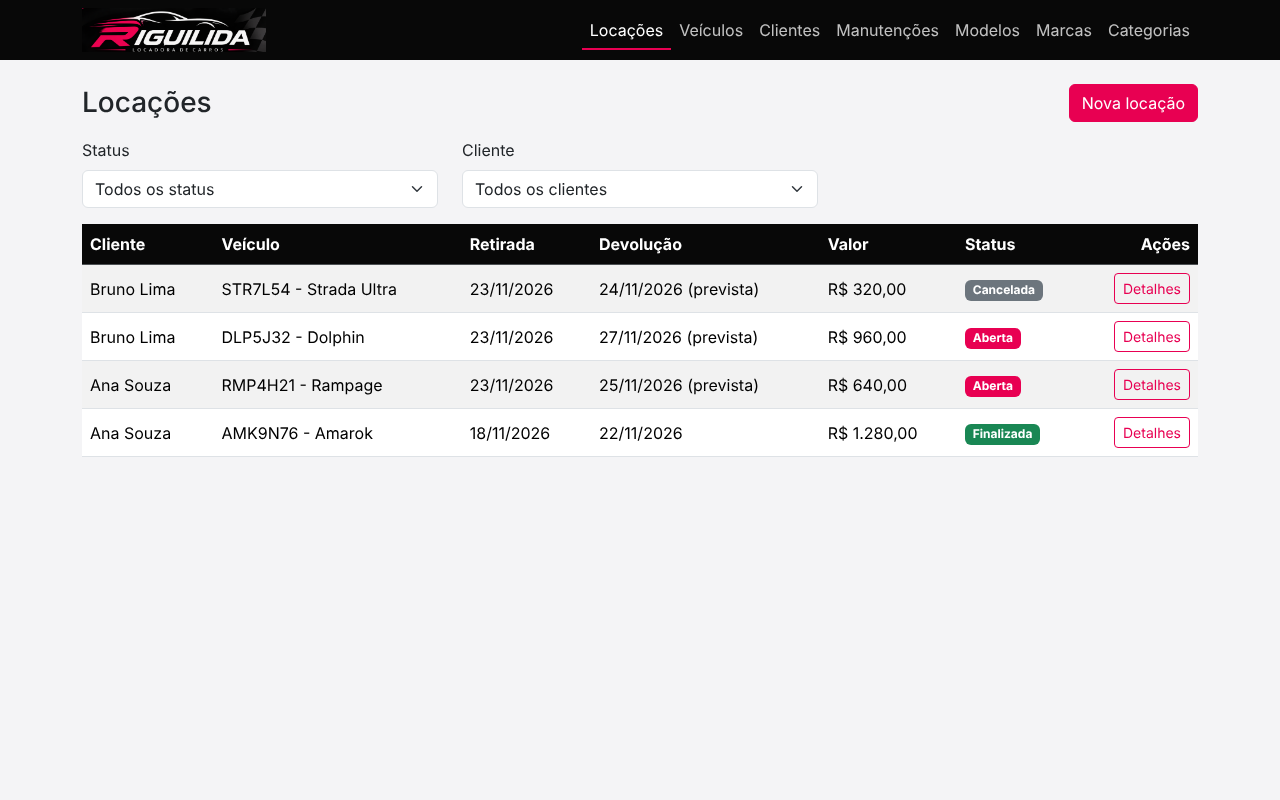 RIGUILIDA
LOCADORA DE CARROS
Locações Veículos Clientes Manutenções Modelos Marcas Categorias
Locações
Nova locação
Status Cliente
Todos os status Todos os clientes
Cliente Veículo Retirada Devolução Valor Status Ações
Bruno Lima STR7L54 - Strada Ultra 23/11/2026 24/11/2026 (prevista) R$ 320,00 Cancelada Detalhes
Bruno Lima DLP5J32 - Dolphin 23/11/2026 27/11/2026 (prevista) R$ 960,00 Aberta Detalhes
Ana Souza RMP4H21 - Rampage 23/11/2026 25/11/2026 (prevista) R$ 640,00 Aberta Detalhes
Ana Souza AMK9N76 - Amarok 18/11/2026 22/11/2026 R$ 1.280,00 Finalizada Detalhes